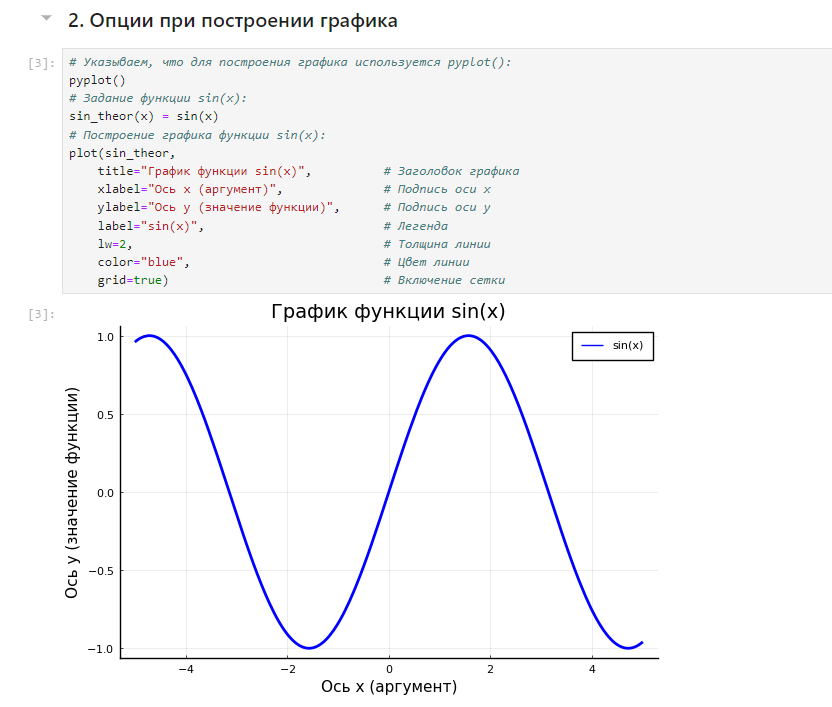 2. Опции при построении графика
[3]:
# Указываем, что для построения графика используется pyplot():
pyplot()
# Задание функции sin(x):
sin_theor(x) = sin(x)
# Построение графика функции sin(x):
plot(sin_theor,
title="График функции sin(x)", # Заголовок графика
xlabel="Ось x (аргумент)", # Подпись оси x
ylabel="Ось y (значение функции)", # Подпись оси y
label="sin(x)", # Легенда
lw=2, # Толщина линии
color="blue", # Цвет линии
grid=true) # Включение сетки
[3]:
График функции sin(x)
sin(x)
1.0
0.5
0.0
−0.5
−1.0
Ось y (значение функции)
−4 −2 0 2 4
Ось x (аргумент)